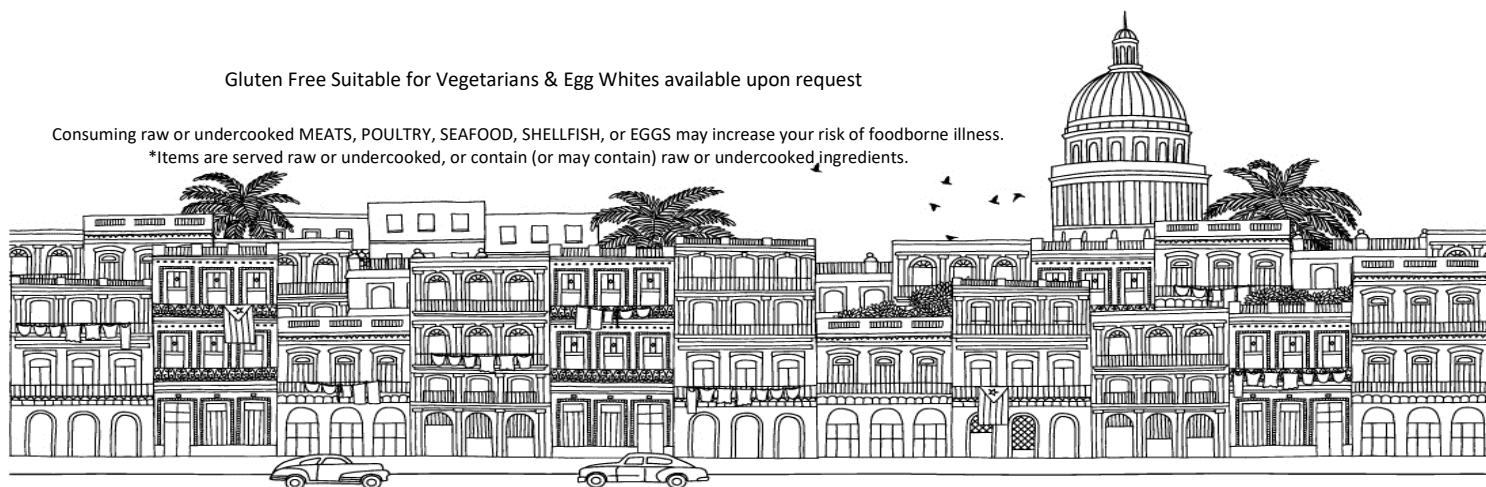 Gluten Free Suitable for Vegetarians & Egg Whites available upon request
Consuming raw or undercooked MEATS, POULTRY, SEAFOOD, SHELLFISH, or EGGS may increase your risk of foodborne illness.
*Items are served raw or undercooked, or contain (or may contain) raw or undercooked ingredients.